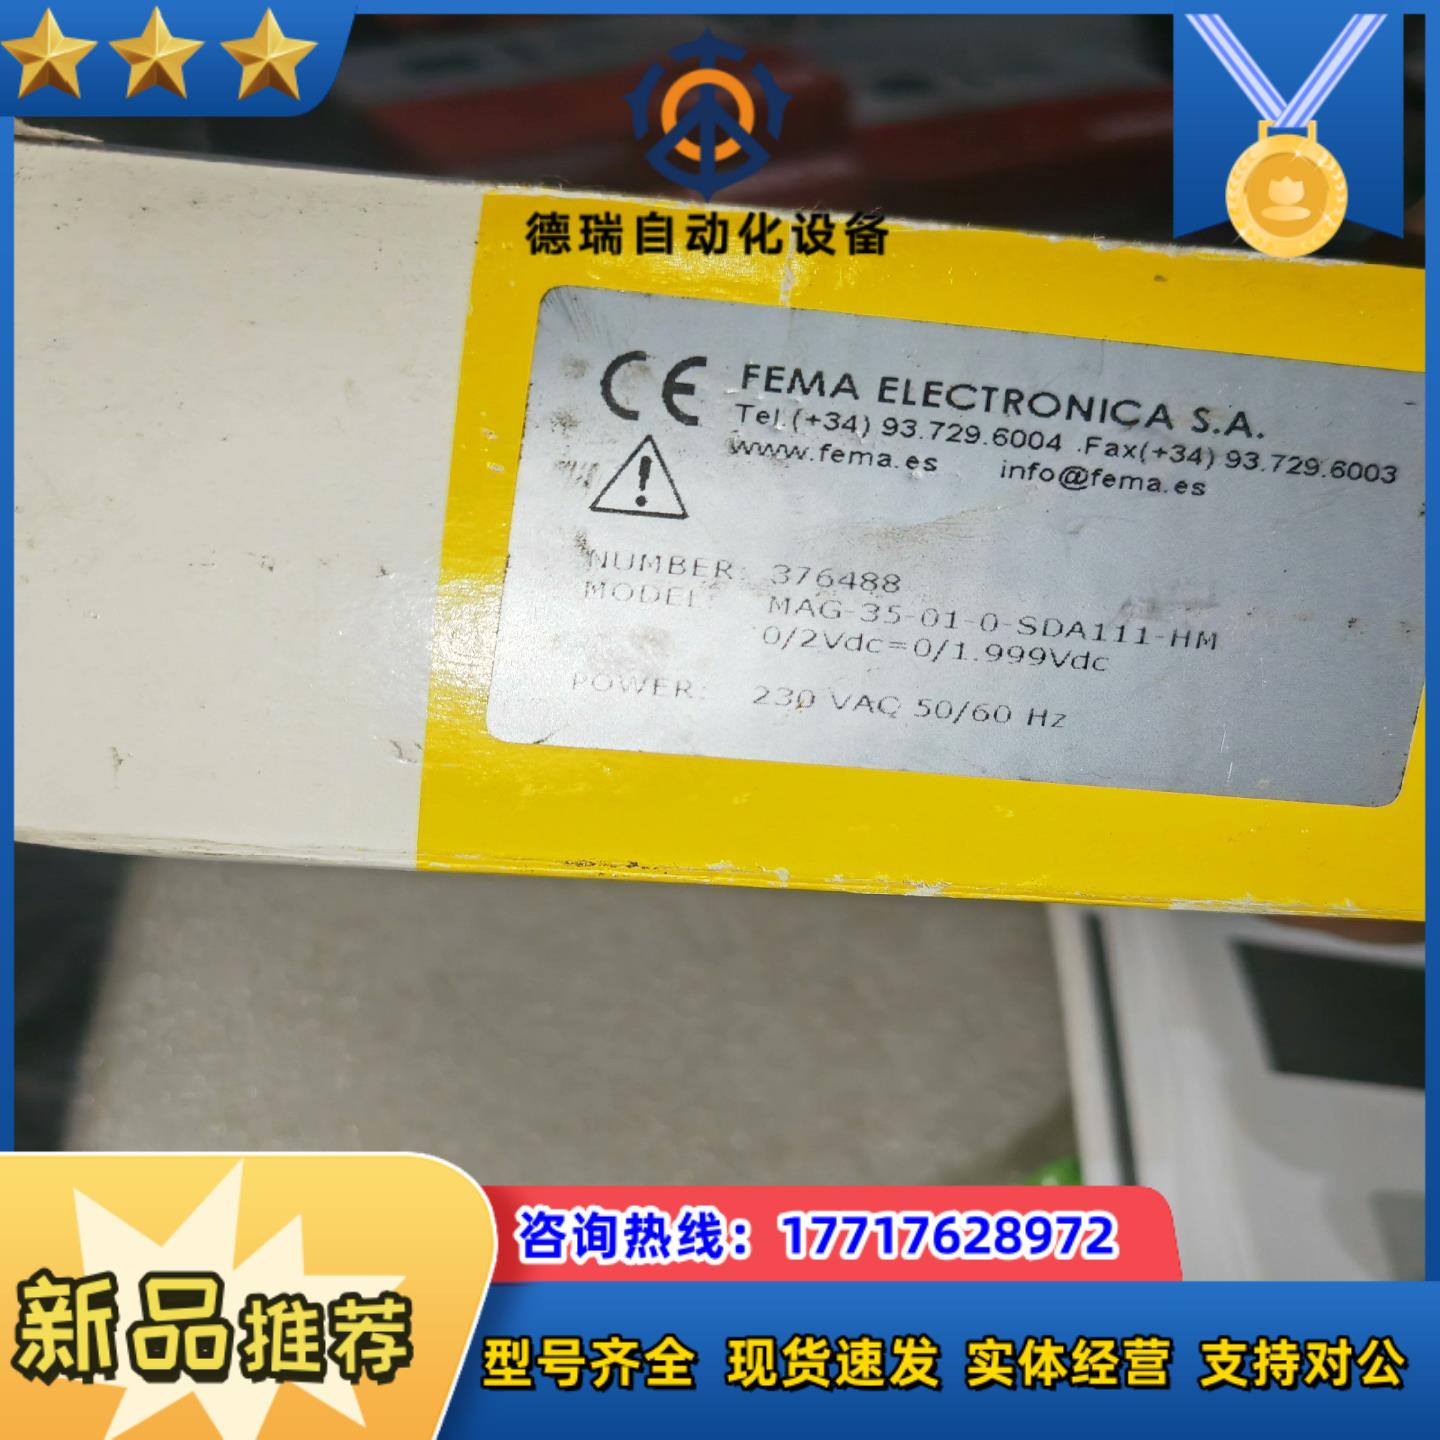 德瑞自动化设备
CE FEMA ELECTRONICA S.A.
Tel.(+34) 93.729.6004 .Fax(+34) 93.729.6003
www.fema.es info@fema.es
NUMBER: 376488
MODEL: MAG-35-01-0-SDA111-HM
0/2Vdc=0/1.999Vdc
POWER: 230 VAC 50/60 Hz
咨询热线：17717628972
新品推荐
型号齐全 现货速发 实体经营 支持对公